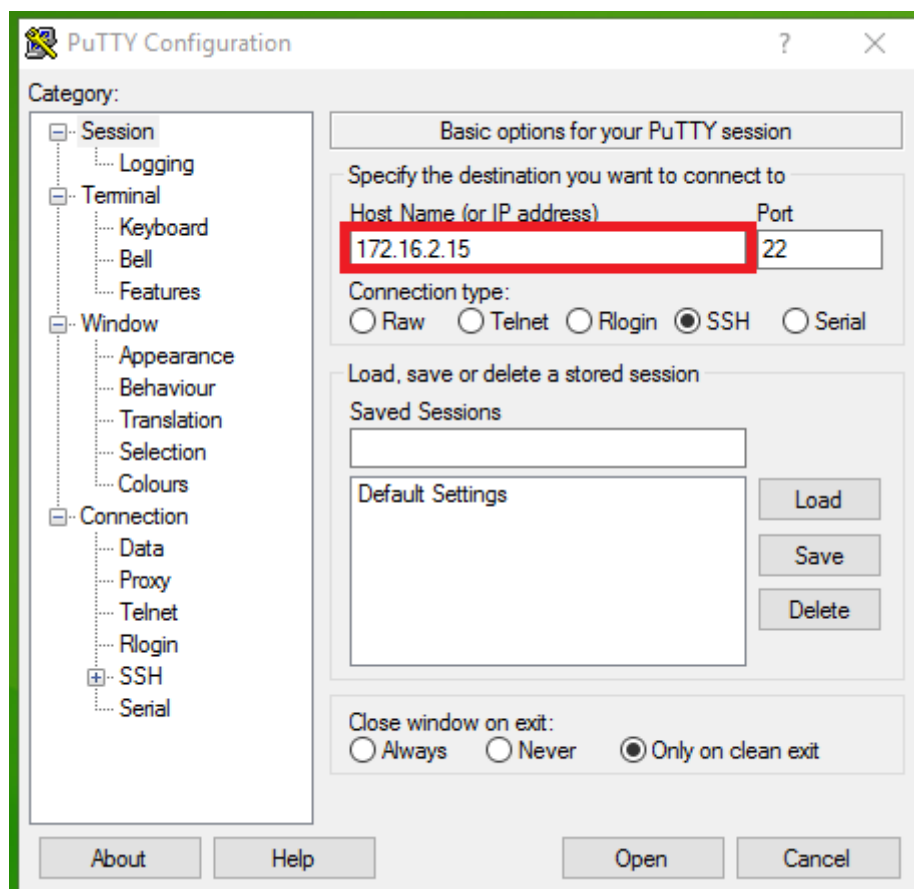 PuTTY Configuration
Category:
Session
Logging
Terminal
Keyboard
Bell
Features
Window
Appearance
Behaviour
Translation
Selection
Colours
Connection
Data
Proxy
Telnet
Rlogin
SSH
Serial
Basic options for your PuTTY session
Specify the destination you want to connect to
Host Name (or IP address) Port
172.16.2.15 22
Connection type:
Raw Telnet Rlogin SSH Serial
Load, save or delete a stored session
Saved Sessions
Default Settings
Load
Save
Delete
Close window on exit:
Always Never Only on clean exit
About Help Open Cancel